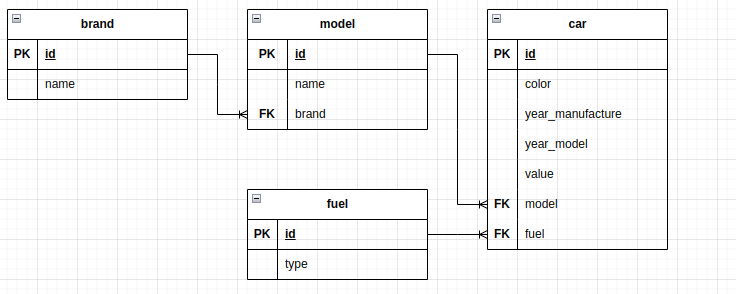 brand
PK id
name
model
PK id
name
FK brand
car
PK id
color
year_manufacture
year_model
value
FK model
FK fuel
fuel
PK id
type